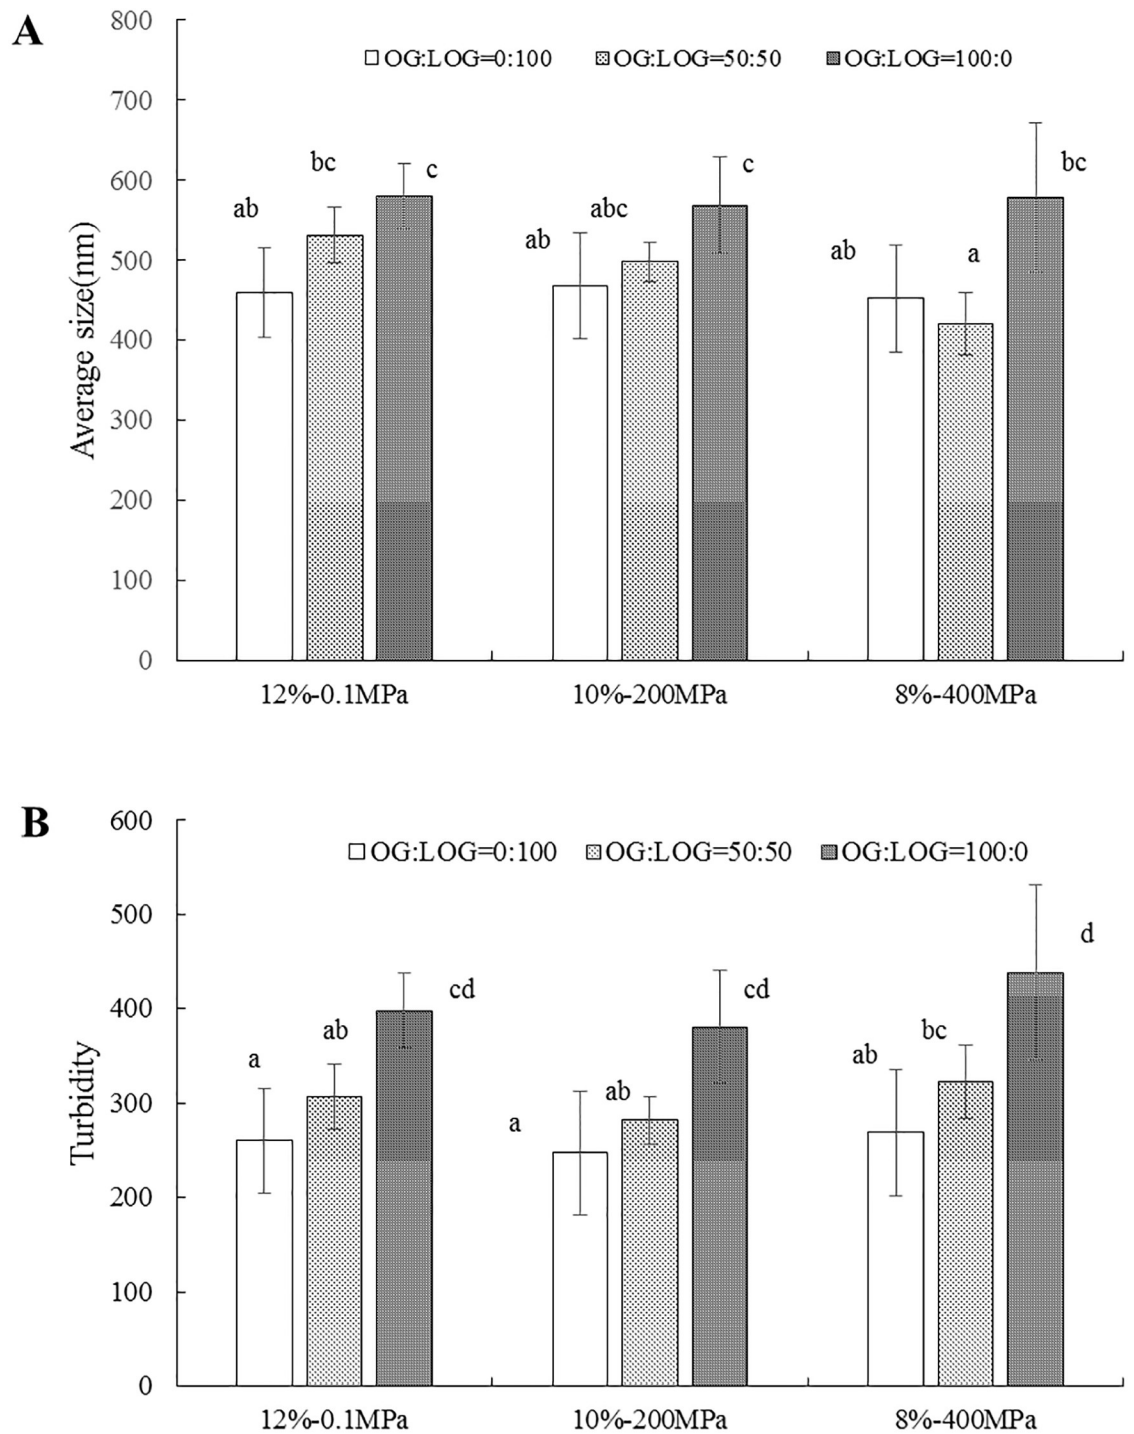 A
800
OG:LOG=0:100 OG:LOG=50:50 OG:LOG=100:0
700
600
500
400
300
200
100
0
Average size(nm)
ab bc c
ab abc c
ab a bc
12%-0.1MPa 10%-200MPa 8%-400MPa
B
600
OG:LOG=0:100 OG:LOG=50:50 OG:LOG=100:0
500
400
300
200
100
0
Turbidity
a ab cd
a ab cd
ab bc d
12%-0.1MPa 10%-200MPa 8%-400MPa